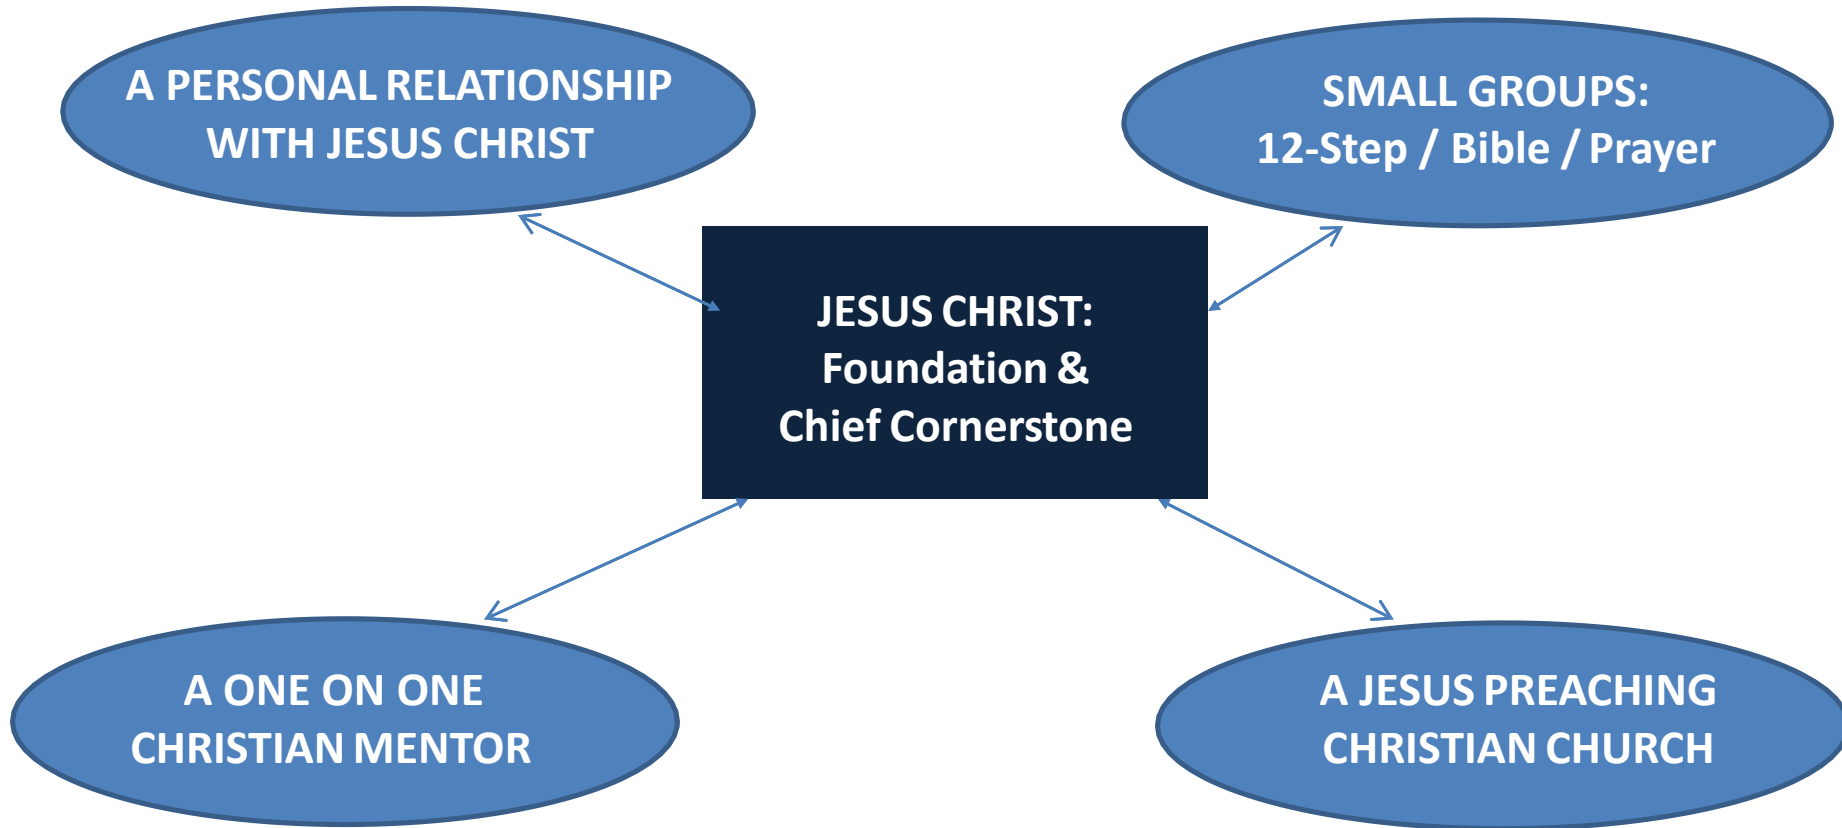 A PERSONAL RELATIONSHIP
WITH JESUS CHRIST
SMALL GROUPS:
12-Step / Bible / Prayer
JESUS CHRIST:
Foundation &
Chief Cornerstone
A ONE ON ONE
CHRISTIAN MENTOR
A JESUS PREACHING
CHRISTIAN CHURCH